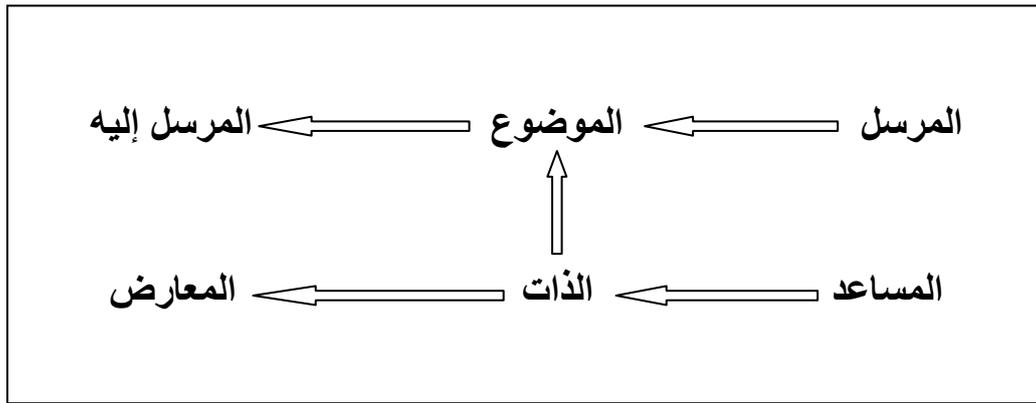 المرسل الموضوع المرسل إليه
المساعد الذات المعارض